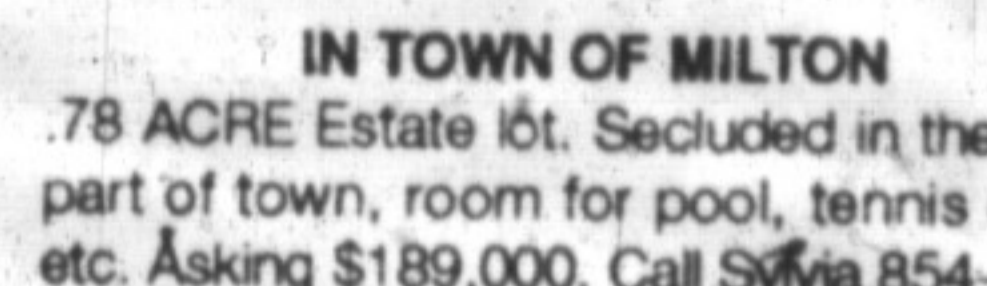 IN TOWN OF MILTON
.78 ACRE Estate lot. Secluded in the
part of town, room for pool, tennis
etc. Asking $189,000. Call Sylvia 854-